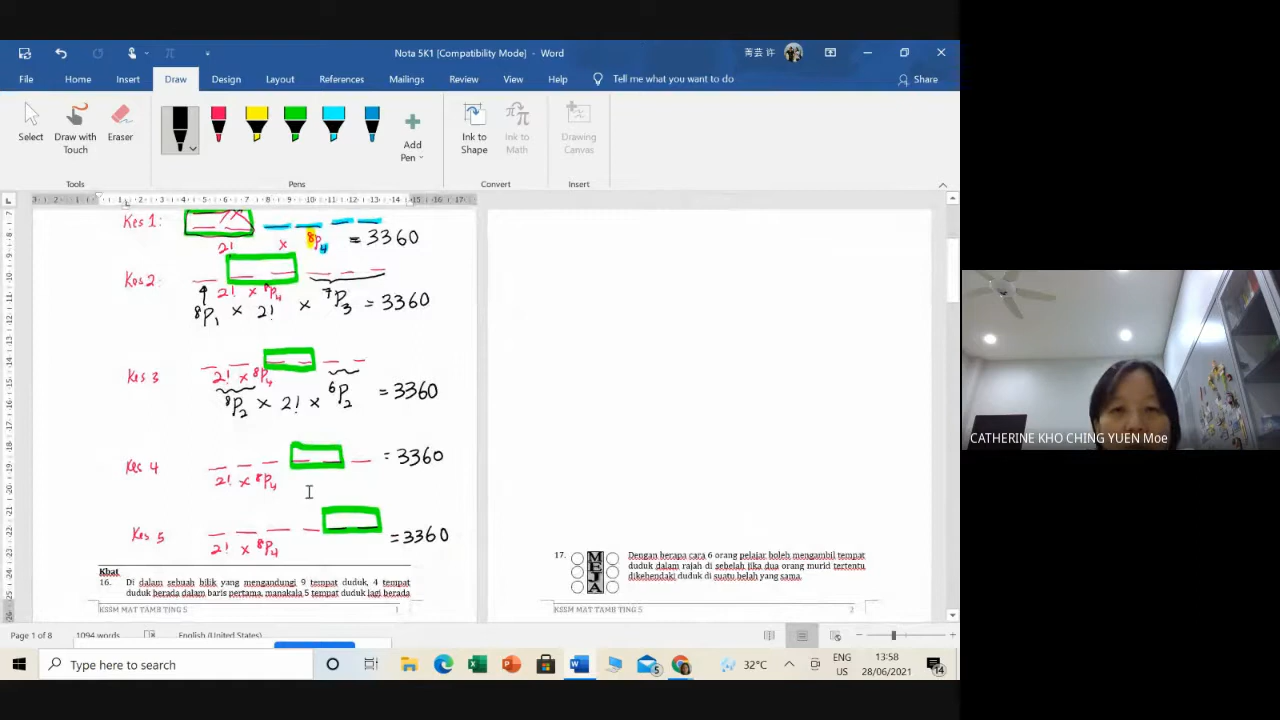 Nota 5K1 [Compatibility Mode] - Word
菁芸 许
File Home Insert Draw Design Layout References Mailings Review View Help Tell me what you want to do Share
Select
Draw with Touch
Eraser
Add Pen
Ink to Shape
Ink to Math
Drawing Canvas
Tools Pens Convert Insert
Kes 1:
2! x 8P4 = 3360
Kes 2
2! x 8P4
8P1 x 2! x 7P3 = 3360
Kes 3
2! x 8P4
8P2 x 2! x 6P2 = 3360
Kes 4 = 3360
2! x 8P4
Kes 5 = 3360
2! x 8P4
Kbat
16. Di dalam sebuah bilik yang mengandungi 9 tempat duduk, 4 tempat
duduk berada dalam baris pertama, manakala 5 tempat duduk lagi berada
KSSM MAT TAMB TING 5 1
17. MEJA Dengan berapa cara 6 orang pelajar boleh mengambil tempat
duduk dalam rajah di sebelah jika dua orang murid tertentu
dikehendaki duduk di suatu belah yang sama.
KSSM MAT TAMB TING 5 2
CATHERINE KHO CHING YUEN Moe
Page 1 of 8 1094 words English (United States)
Type here to search
32°C
ENG
US
13:58
28/06/2021
14